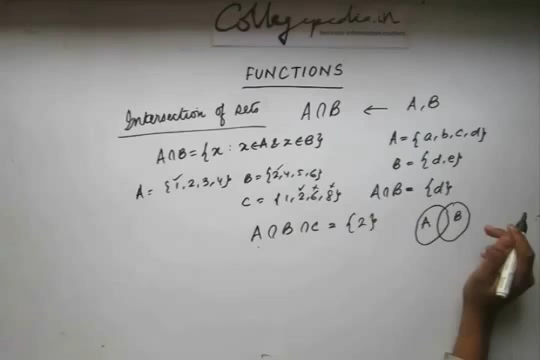 Collegepedia.in
FUNCTIONS
Intersection of sets A∩B ← A, B
A∩B = {x : x∈A & x∈B}
A = {a, b, c, d}
B = {d, e}
A∩B = {d}
A = {1, 2, 3, 4} B = {2, 4, 5, 6}
C = {1, 2, 6, 8}
A∩B∩C = {2}
A B